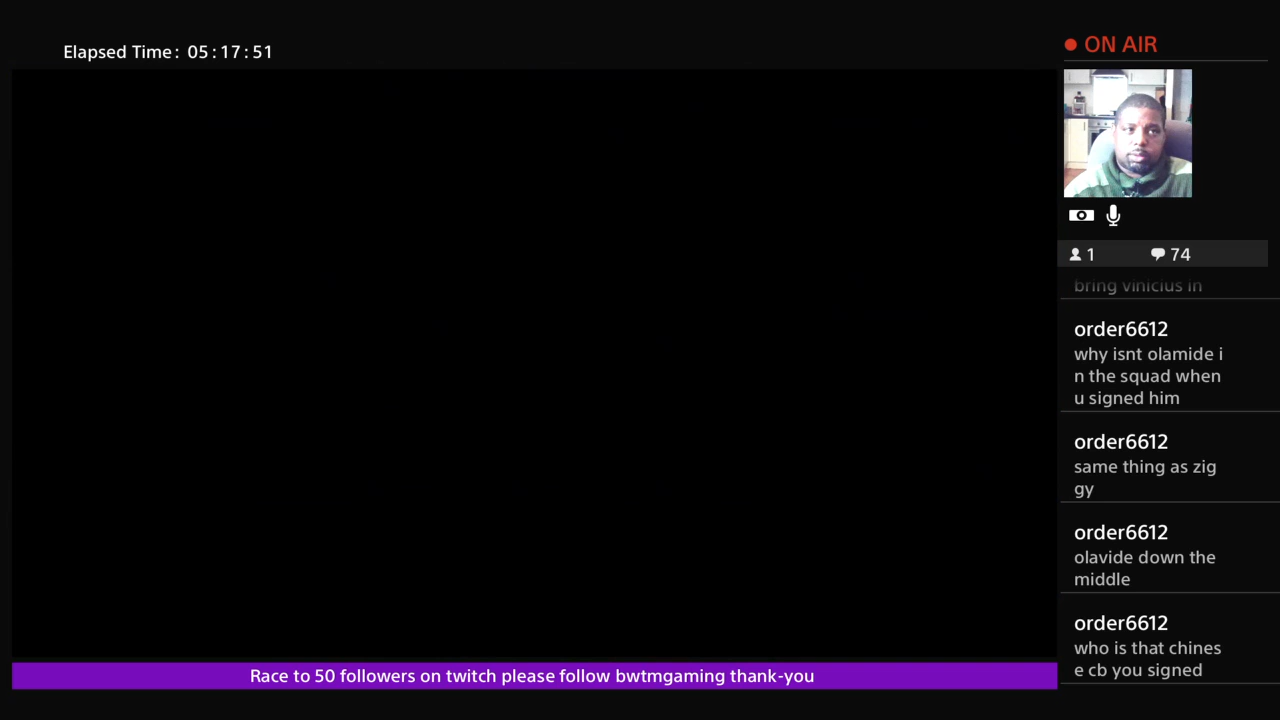 Elapsed Time: 05:17:51
ON AIR
1 74
bring vinicius in
order6612
why isnt olamide i
n the squad when
u signed him
order6612
same thing as zig
gy
order6612
olavide down the
middle
order6612
who is that chines
e cb you signed
Race to 50 followers on twitch please follow bwtmgaming thank-you